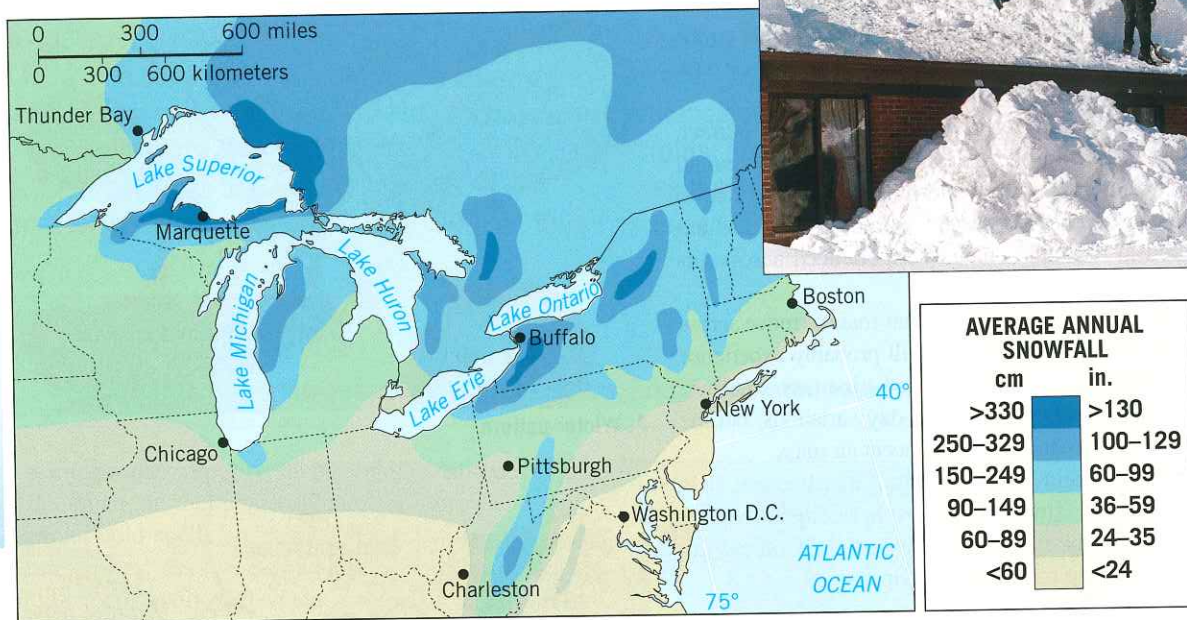 0 300 600 miles
0 300 600 kilometers
Thunder Bay
Lake Superior
Marquette
Lake Michigan
Lake Huron
Lake Ontario
Buffalo
Lake Erie
Boston
40°
New York
Chicago
Pittsburgh
Washington D.C.
ATLANTIC
OCEAN
Charleston
75°
AVERAGE ANNUAL
SNOWFALL
cm in.
>330 >130
250–329 100–129
150–249 60–99
90–149 36–59
60–89 24–35
<60 <24